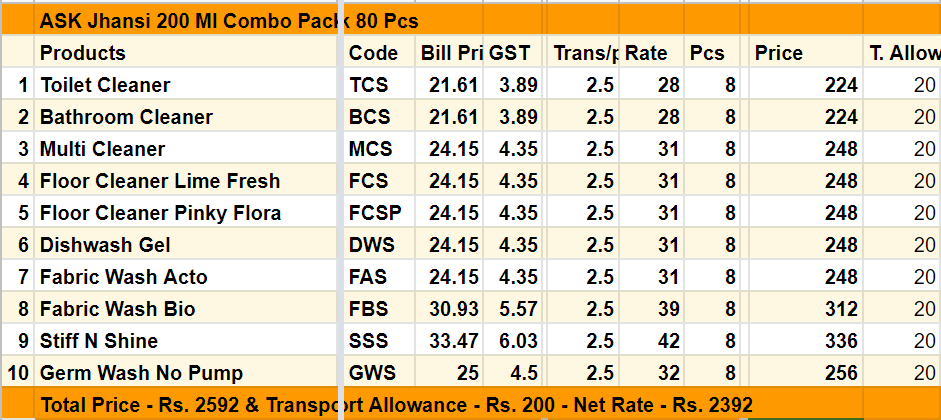 ASK Jhansi 200 Ml Combo Pack 80 Pcs
Products Code Bill Pri GST Trans/p Rate Pcs Price T. Allow
1 Toilet Cleaner TCS 21.61 3.89 2.5 28 8 224 20
2 Bathroom Cleaner BCS 21.61 3.89 2.5 28 8 224 20
3 Multi Cleaner MCS 24.15 4.35 2.5 31 8 248 20
4 Floor Cleaner Lime Fresh FCS 24.15 4.35 2.5 31 8 248 20
5 Floor Cleaner Pinky Flora FCSP 24.15 4.35 2.5 31 8 248 20
6 Dishwash Gel DWS 24.15 4.35 2.5 31 8 248 20
7 Fabric Wash Acto FAS 24.15 4.35 2.5 31 8 248 20
8 Fabric Wash Bio FBS 30.93 5.57 2.5 39 8 312 20
9 Stiff N Shine SSS 33.47 6.03 2.5 42 8 336 20
10 Germ Wash No Pump GWS 25 4.5 2.5 32 8 256 20
Total Price - Rs. 2592 & Transport Allowance - Rs. 200 - Net Rate - Rs. 2392